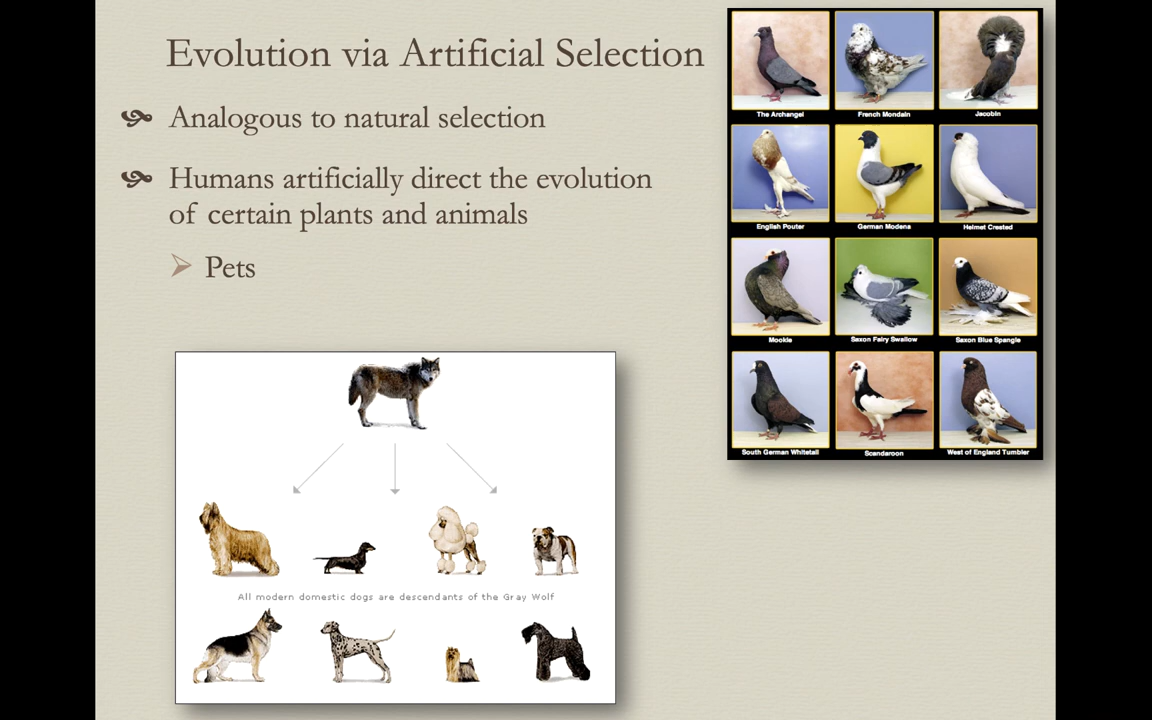 Evolution via Artificial Selection
Analogous to natural selection
Humans artificially direct the evolution
of certain plants and animals
Pets
All modern domestic dogs are descendants of the Gray Wolf
The Archangel
French Mondain
Jacobin
English Pouter
German Modena
Helmet Crested
Mookie
Saxon Fairy Swallow
Saxon Blue Spangle
South German Whitetail
Scandaroon
West of England Tumbler